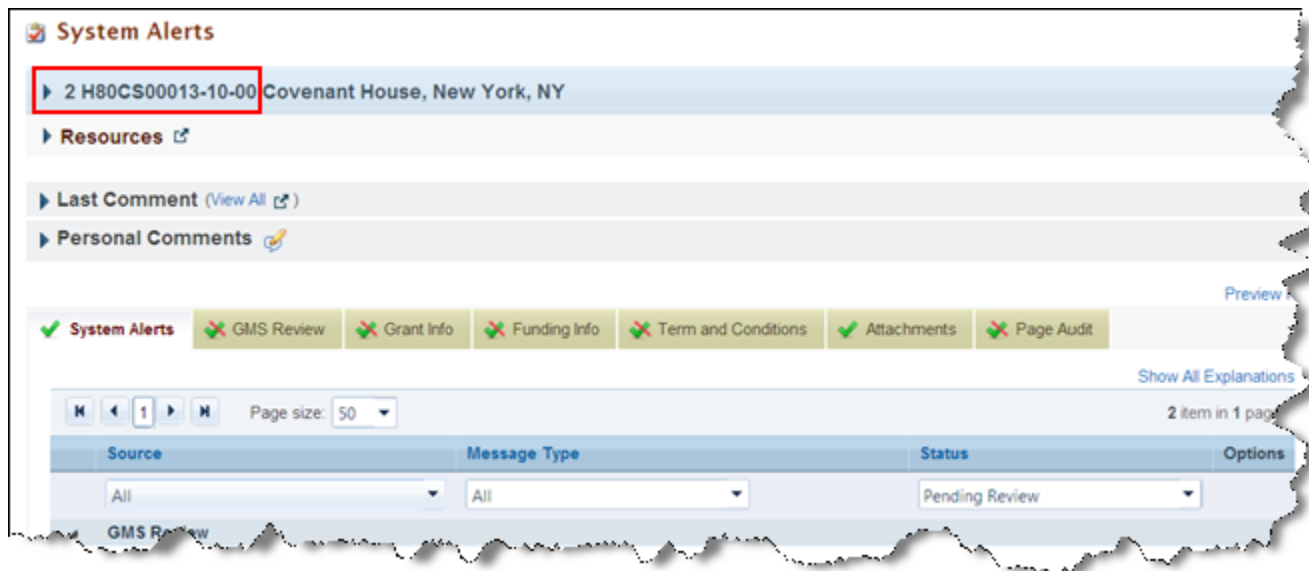 System Alerts
2 H80CS00013-10-00 Covenant House, New York, NY
Resources
Last Comment (View All)
Personal Comments
Preview
System Alerts GMS Review Grant Info Funding Info Term and Conditions Attachments Page Audit
Show All Explanations
1 Page size: 50 2 item in 1 page
Source Message Type Status Options
All All Pending Review
GMS Review